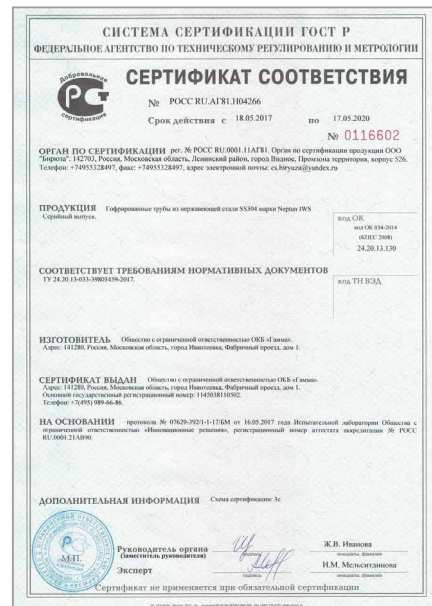 СИСТЕМА СЕРТИФИКАЦИИ ГОСТ Р
ФЕДЕРАЛЬНОЕ АГЕНТСТВО ПО ТЕХНИЧЕСКОМУ РЕГУЛИРОВАНИЮ И МЕТРОЛОГИИ
Добровольная
сертификация
СЕРТИФИКАТ СООТВЕТСТВИЯ
№ РОСС RU.АГ81.Н04266
Срок действия с 18.05.2017 по 17.05.2020
№ 0116602
ОРГАН ПО СЕРТИФИКАЦИИ рег. № РОСС RU.0001.11АГ81. Орган по сертификации продукции ООО
"Бирюза", 142703, Россия, Московская область, Ленинский район, город Видное, Промзона территория, корпус 526.
Телефон: +74955328497, факс: +74955328497, адрес электронной почты: cs.biryuza@yandex.ru
ПРОДУКЦИЯ Гофрированные трубы из нержавеющей стали SS304 марки Neptun IWS
Серийный выпуск.
код ОК
код ОК 034-2014
(КПЕС 2008)
24.20.13.130
СООТВЕТСТВУЕТ ТРЕБОВАНИЯМ НОРМАТИВНЫХ ДОКУМЕНТОВ
ТУ 24.20.13-033-39803459-2017.
код ТН ВЭД
ИЗГОТОВИТЕЛЬ Общество с ограниченной ответственностью ОКБ «Гамма».
Адрес: 141280, Россия, Московская область, город Ивантеевка, Фабричный проезд, дом 1.
СЕРТИФИКАТ ВЫДАН Общество с ограниченной ответственностью ОКБ «Гамма».
Адрес: 141280, Россия, Московская область, город Ивантеевка, Фабричный проезд, дом 1.
Основной государственный регистрационный номер: 1145038110502.
Телефон: +7(495) 989-66-86.
НА ОСНОВАНИИ протокола № 07629-392/1-1-17/БМ от 16.05.2017 года Испытательной лаборатории Общества с
ограниченной ответственностью «Инновационные решения», регистрационный номер аттестата аккредитации № РОСС
RU.0001.21АВ90.
ДОПОЛНИТЕЛЬНАЯ ИНФОРМАЦИЯ Схема сертификации: 3с
М.П.
Руководитель органа
(заместитель руководителя)
подпись
Ж.В. Иванова
инициалы, фамилия
Эксперт
подпись
И.М. Мельситдинова
инициалы, фамилия
Сертификат не применяется при обязательной сертификации